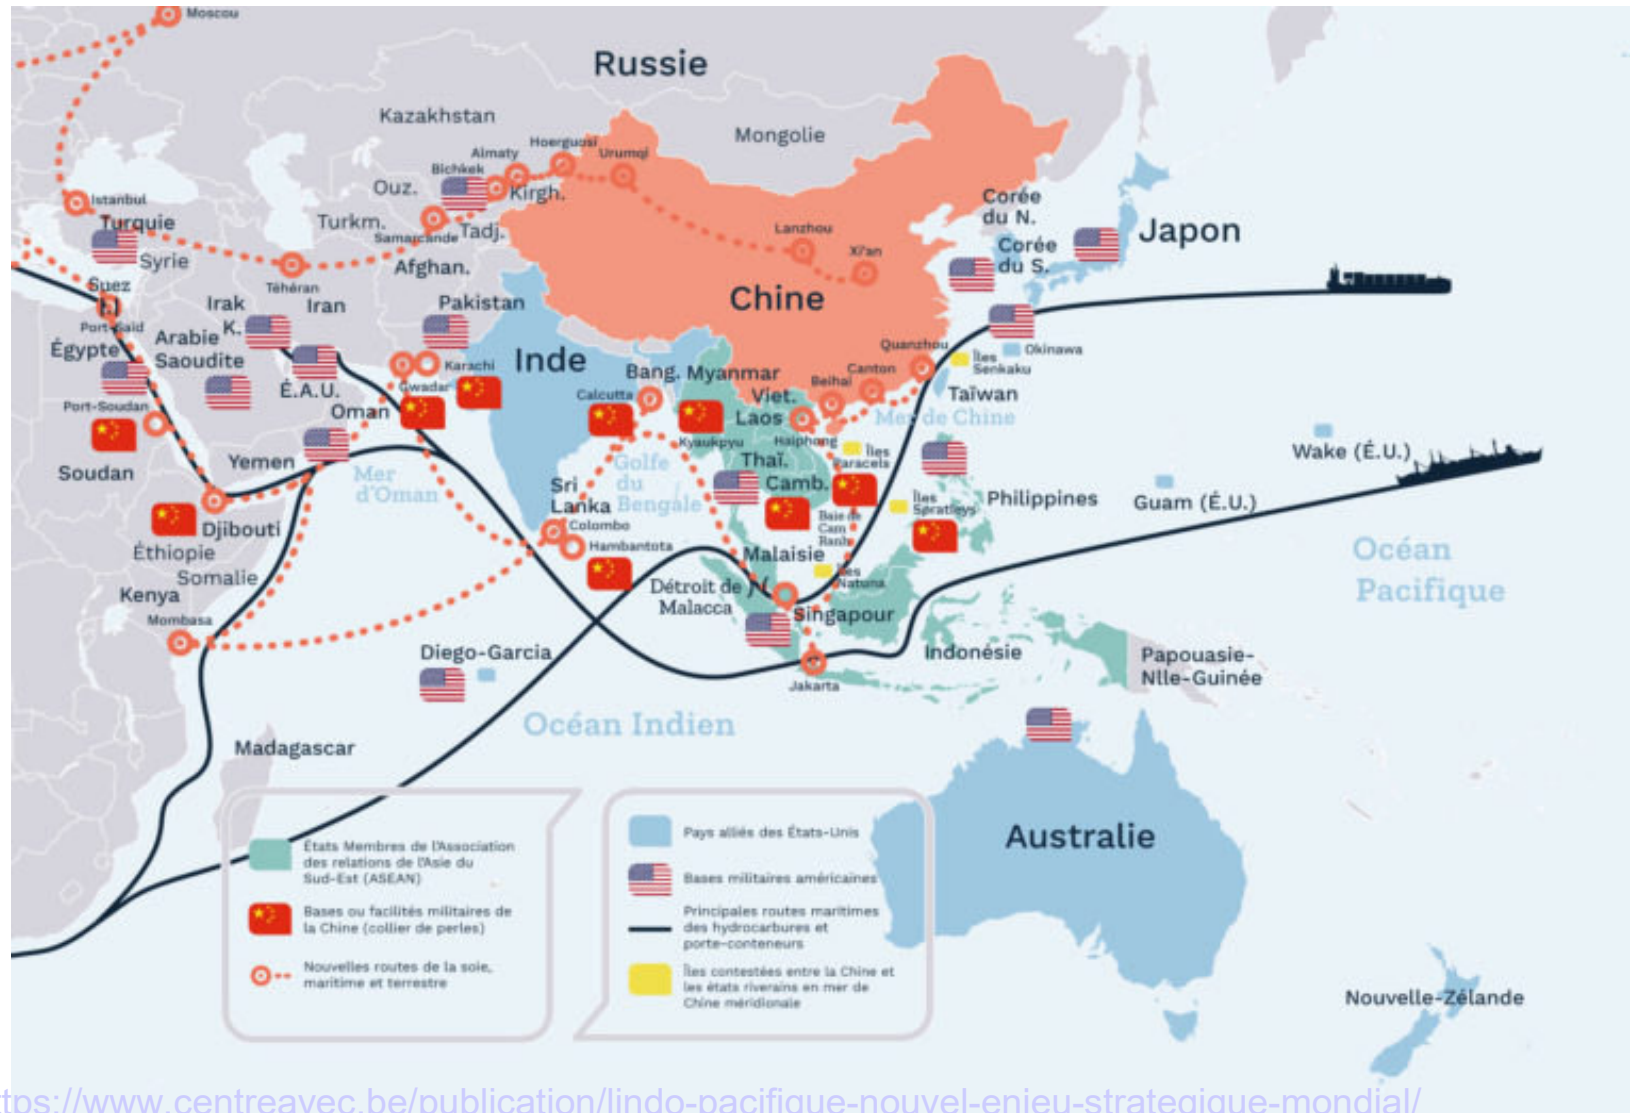 Moscou
Russie
Kazakhstan
Mongolie
Hoerguosi
Almaty
Urumqi
Bichkek
Ouz.
Kirgh.
Istanbul
Turquie
Turkm.
Samarcande
Tadj.
Lanzhou
Xi'an
Corée
du N.
Corée
du S.
Japon
Syrie
Afghan.
Téhéran
Suez
Irak
Iran
Pakistan
Chine
Port-Saïd
K.
Égypte
Arabie
Saoudite
É.A.U.
Karachi
Gwadar
Inde
Bang.
Myanmar
Quanzhou
Canton
Beihai
Îles
Senkaku
Okinawa
Port-Soudan
Oman
Calcutta
Viet.
Laos
Taïwan
Mer de Chine
Kyaukpyu
Haiphong
Îles
Paracels
Soudan
Yemen
Mer
d'Oman
Golfe
du
Bengale
Thaï.
Camb.
Wake (É.U.)
Sri
Lanka
Colombo
Hambantota
Baie de
Cam
Ranh
Îles
Spratleys
Philippines
Guam (É.U.)
Djibouti
Éthiopie
Somalie
Kenya
Mombasa
Malaisie
Îles
Natuna
Détroit de
Malacca
Singapour
Océan
Pacifique
Diego-Garcia
Jakarta
Indonésie
Papouasie-
Nlle-Guinée
Océan Indien
Madagascar
Australie
Nouvelle-Zélande
États Membres de l'Association
des relations de l'Asie du
Sud-Est (ASEAN)
Bases ou facilités militaires de
la Chine (collier de perles)
Nouvelles routes de la soie,
maritime et terrestre
Pays alliés des États-Unis
Bases militaires américaines
Principales routes maritimes
des hydrocarbures et
porte-conteneurs
Îles contestées entre la Chine et
les états riverains en mer de
Chine méridionale
tps://www.centreavec.be/publication/lindo-pacifique-nouvel-enjeu-strategique-mondial/